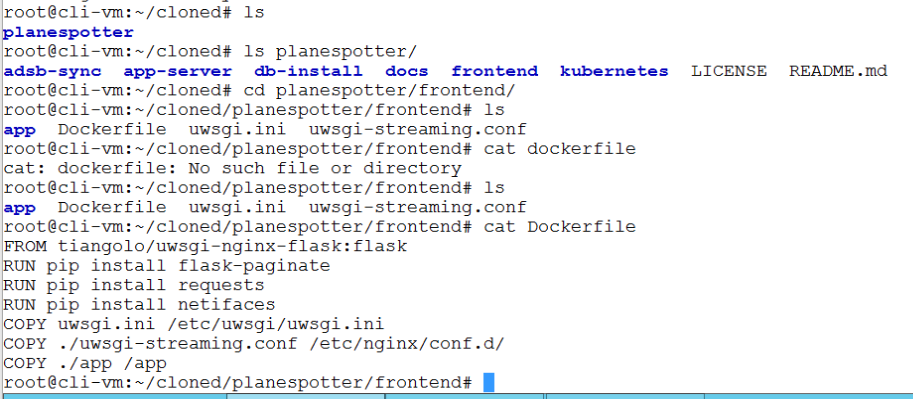 root@cli-vm:~/cloned# ls
planespotter
root@cli-vm:~/cloned# ls planespotter/
adsb-sync  app-server  db-install  docs  frontend  kubernetes  LICENSE  README.md
root@cli-vm:~/cloned# cd planespotter/frontend/
root@cli-vm:~/cloned/planespotter/frontend# ls
app  Dockerfile  uwsgi.ini  uwsgi-streaming.conf
root@cli-vm:~/cloned/planespotter/frontend# cat dockerfile
cat: dockerfile: No such file or directory
root@cli-vm:~/cloned/planespotter/frontend# ls
app  Dockerfile  uwsgi.ini  uwsgi-streaming.conf
root@cli-vm:~/cloned/planespotter/frontend# cat Dockerfile
FROM tiangolo/uwsgi-nginx-flask:flask
RUN pip install flask-paginate
RUN pip install requests
RUN pip install netifaces
COPY uwsgi.ini /etc/uwsgi/uwsgi.ini
COPY ./uwsgi-streaming.conf /etc/nginx/conf.d/
COPY ./app /app
root@cli-vm:~/cloned/planespotter/frontend#